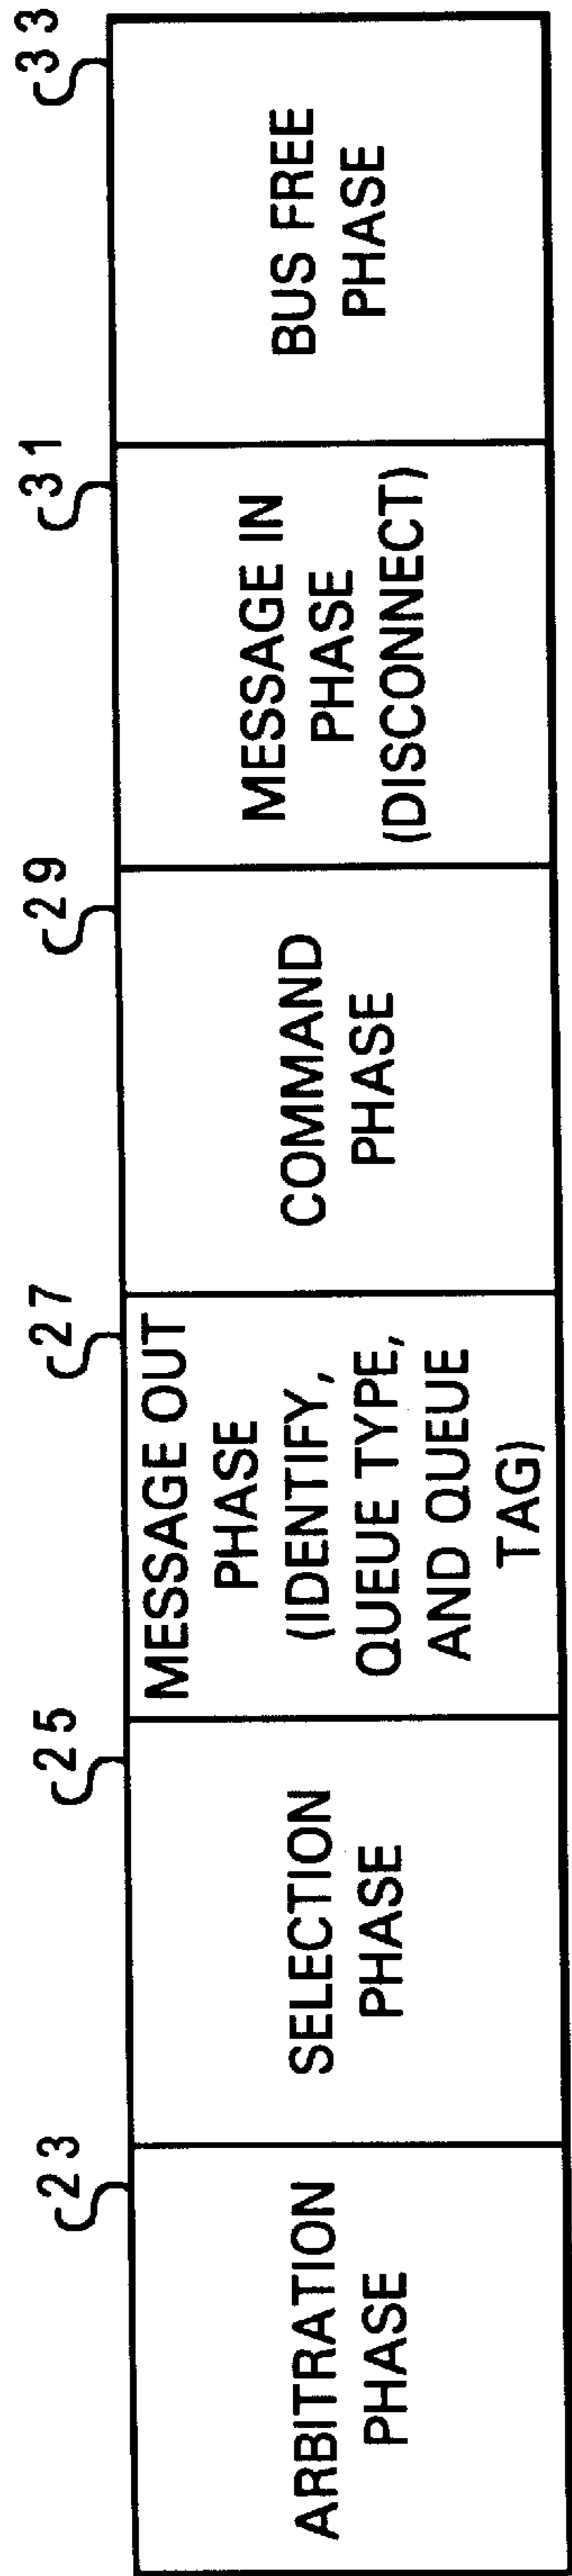 23
ARBITRATION
PHASE
25
SELECTION
PHASE
27
MESSAGE OUT
PHASE
(IDENTIFY,
QUEUE TYPE,
AND QUEUE
TAG)
29
COMMAND
PHASE
31
MESSAGE IN
PHASE
(DISCONNECT)
33
BUS FREE
PHASE